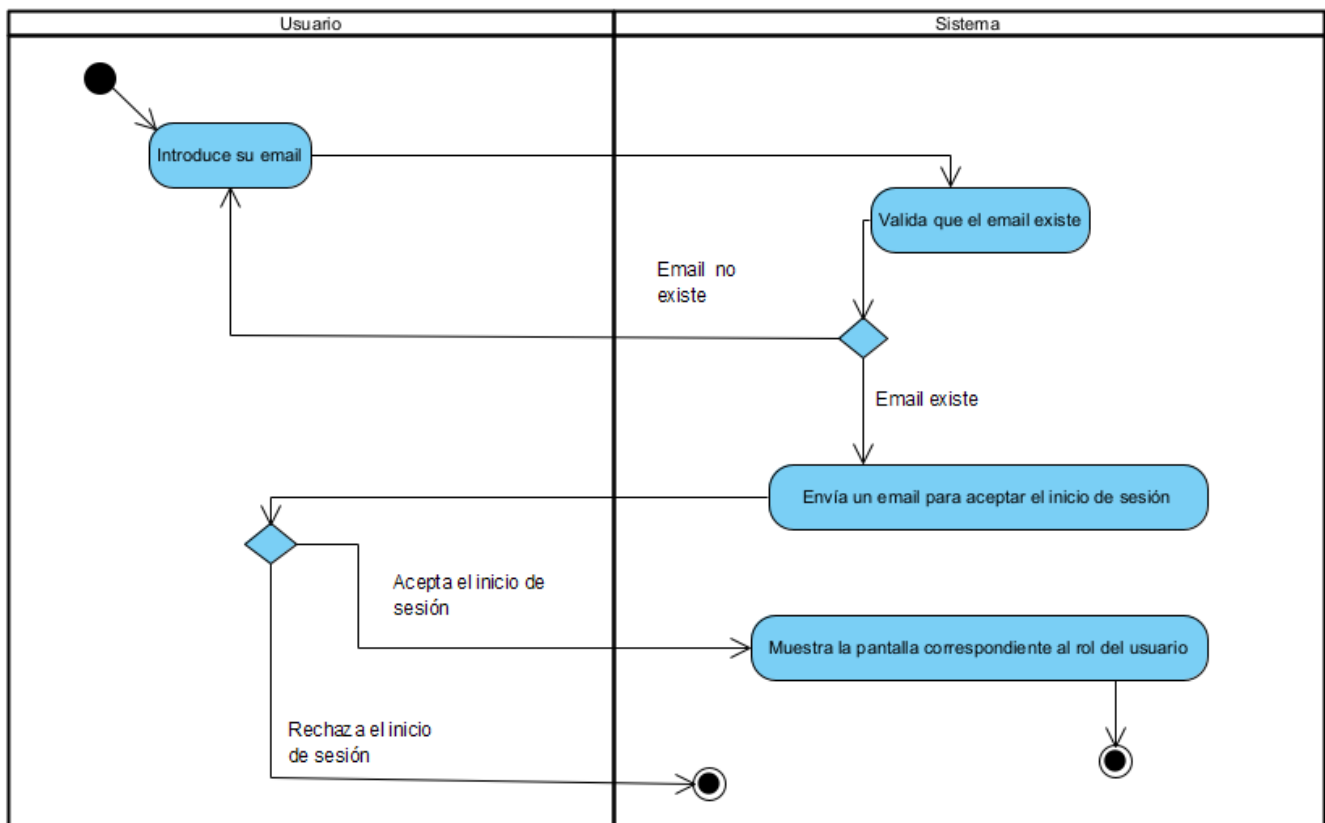 Usuario
Sistema
Introduce su email
Valida que el email existe
Email no
existe
Email existe
Envía un email para aceptar el inicio de sesión
Acepta el inicio de
sesión
Muestra la pantalla correspondiente al rol del usuario
Rechaza el inicio
de sesión